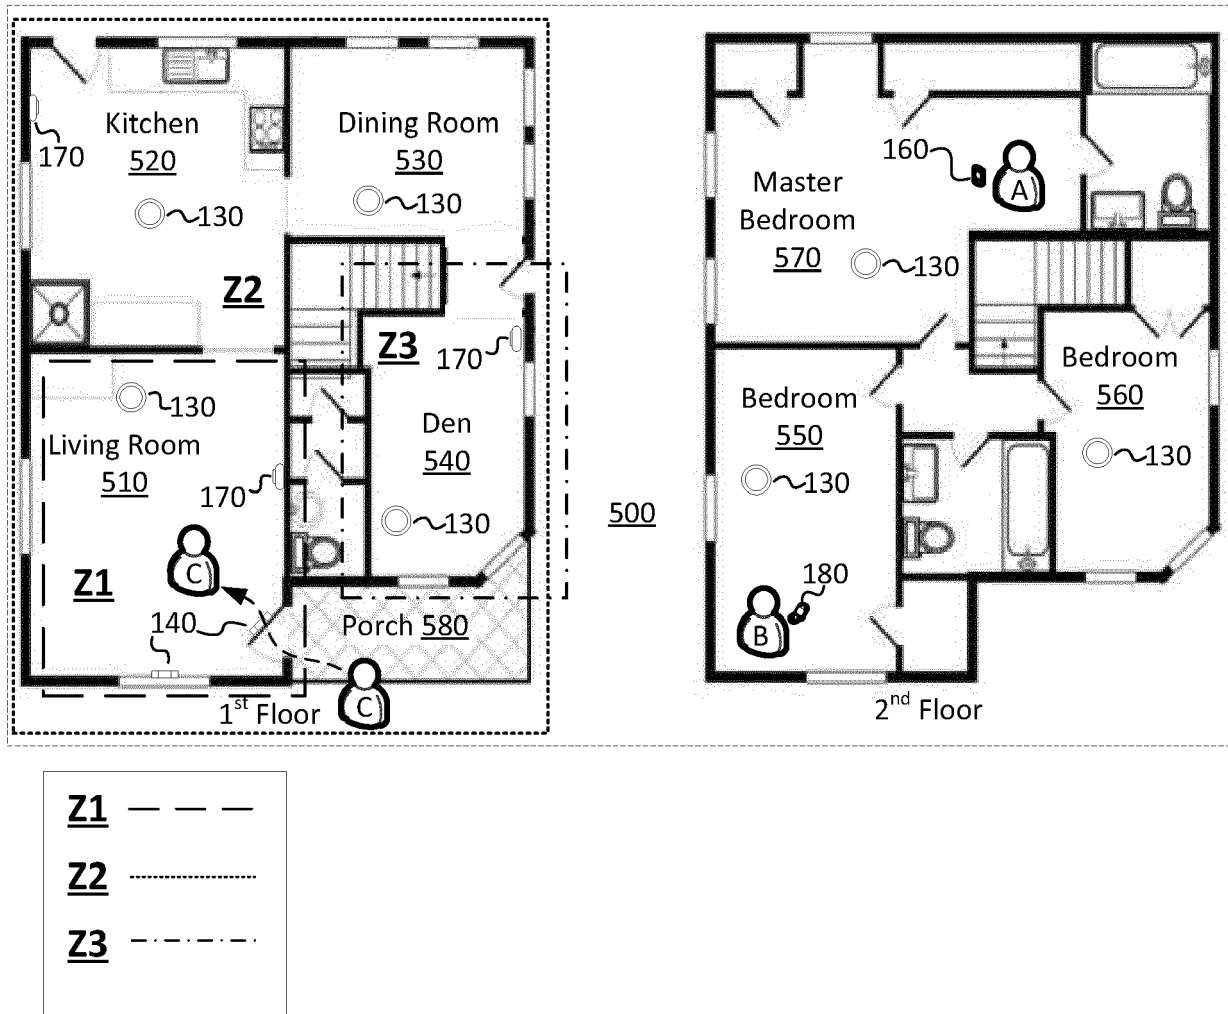 Kitchen
520
170
130
Dining Room
530
130
Z2
Z3
170
130
Living Room
510
170
Den
540
130
Z1
C
140
Porch 580
C
1st Floor
500
160
A
Master
Bedroom
570
130
Bedroom
560
130
Bedroom
550
130
180
B
2nd Floor
Z1
Z2
Z3